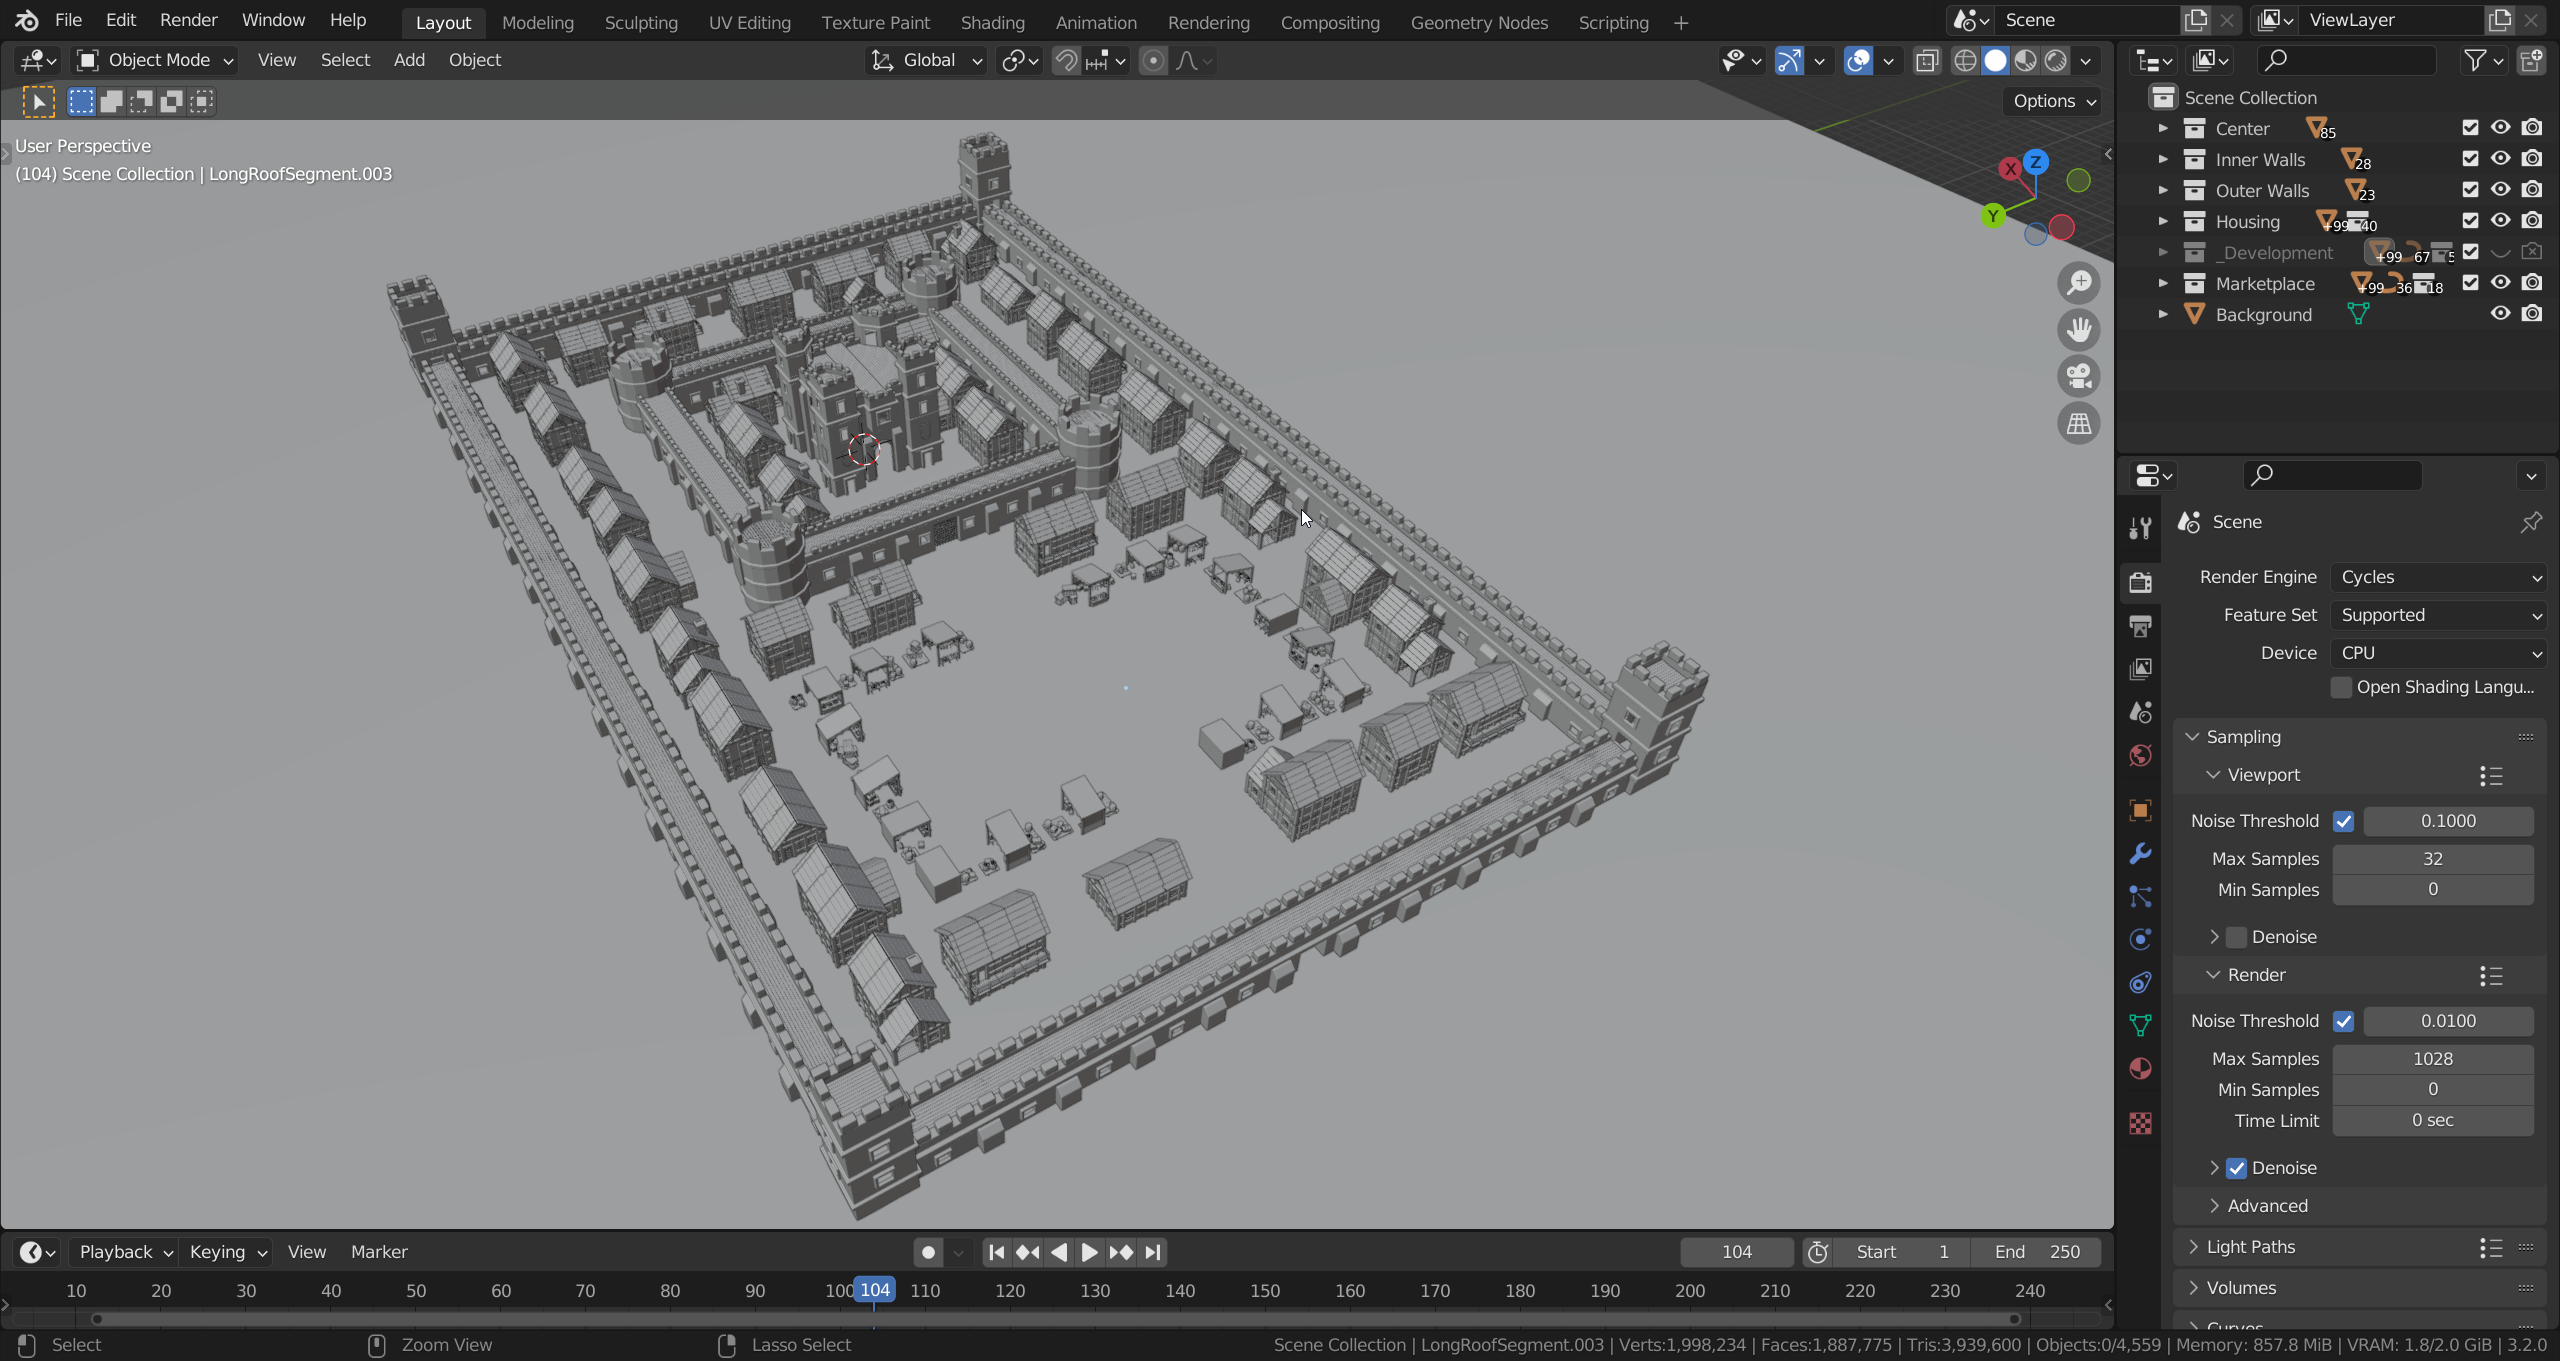 File Edit Render Window Help Layout Modeling Sculpting UV Editing Texture Paint Shading Animation Rendering Compositing Geometry Nodes Scripting + Scene ViewLayer
Object Mode View Select Add Object Global
Options
User Perspective
(104) Scene Collection | LongRoofSegment.003
X Z
Y
Scene Collection
Center 85
Inner Walls 28
Outer Walls 23
Housing +99 40
_Development +99 67 5
Marketplace +99 36 18
Background
Scene
Render Engine Cycles
Feature Set Supported
Device CPU
Open Shading Langu...
Sampling
Viewport
Noise Threshold 0.1000
Max Samples 32
Min Samples 0
Denoise
Render
Noise Threshold 0.0100
Max Samples 1028
Min Samples 0
Time Limit 0 sec
Denoise
Advanced
Light Paths
Volumes
Curves
Playback Keying View Marker 104 Start 1 End 250
10 20 30 40 50 60 70 80 90 100 104 110 120 130 140 150 160 170 180 190 200 210 220 230 240
Select Zoom View Lasso Select Scene Collection | LongRoofSegment.003 | Verts:1,998,234 | Faces:1,887,775 | Tris:3,939,600 | Objects:0/4,559 | Memory: 857.8 MiB | VRAM: 1.8/2.0 GiB | 3.2.0